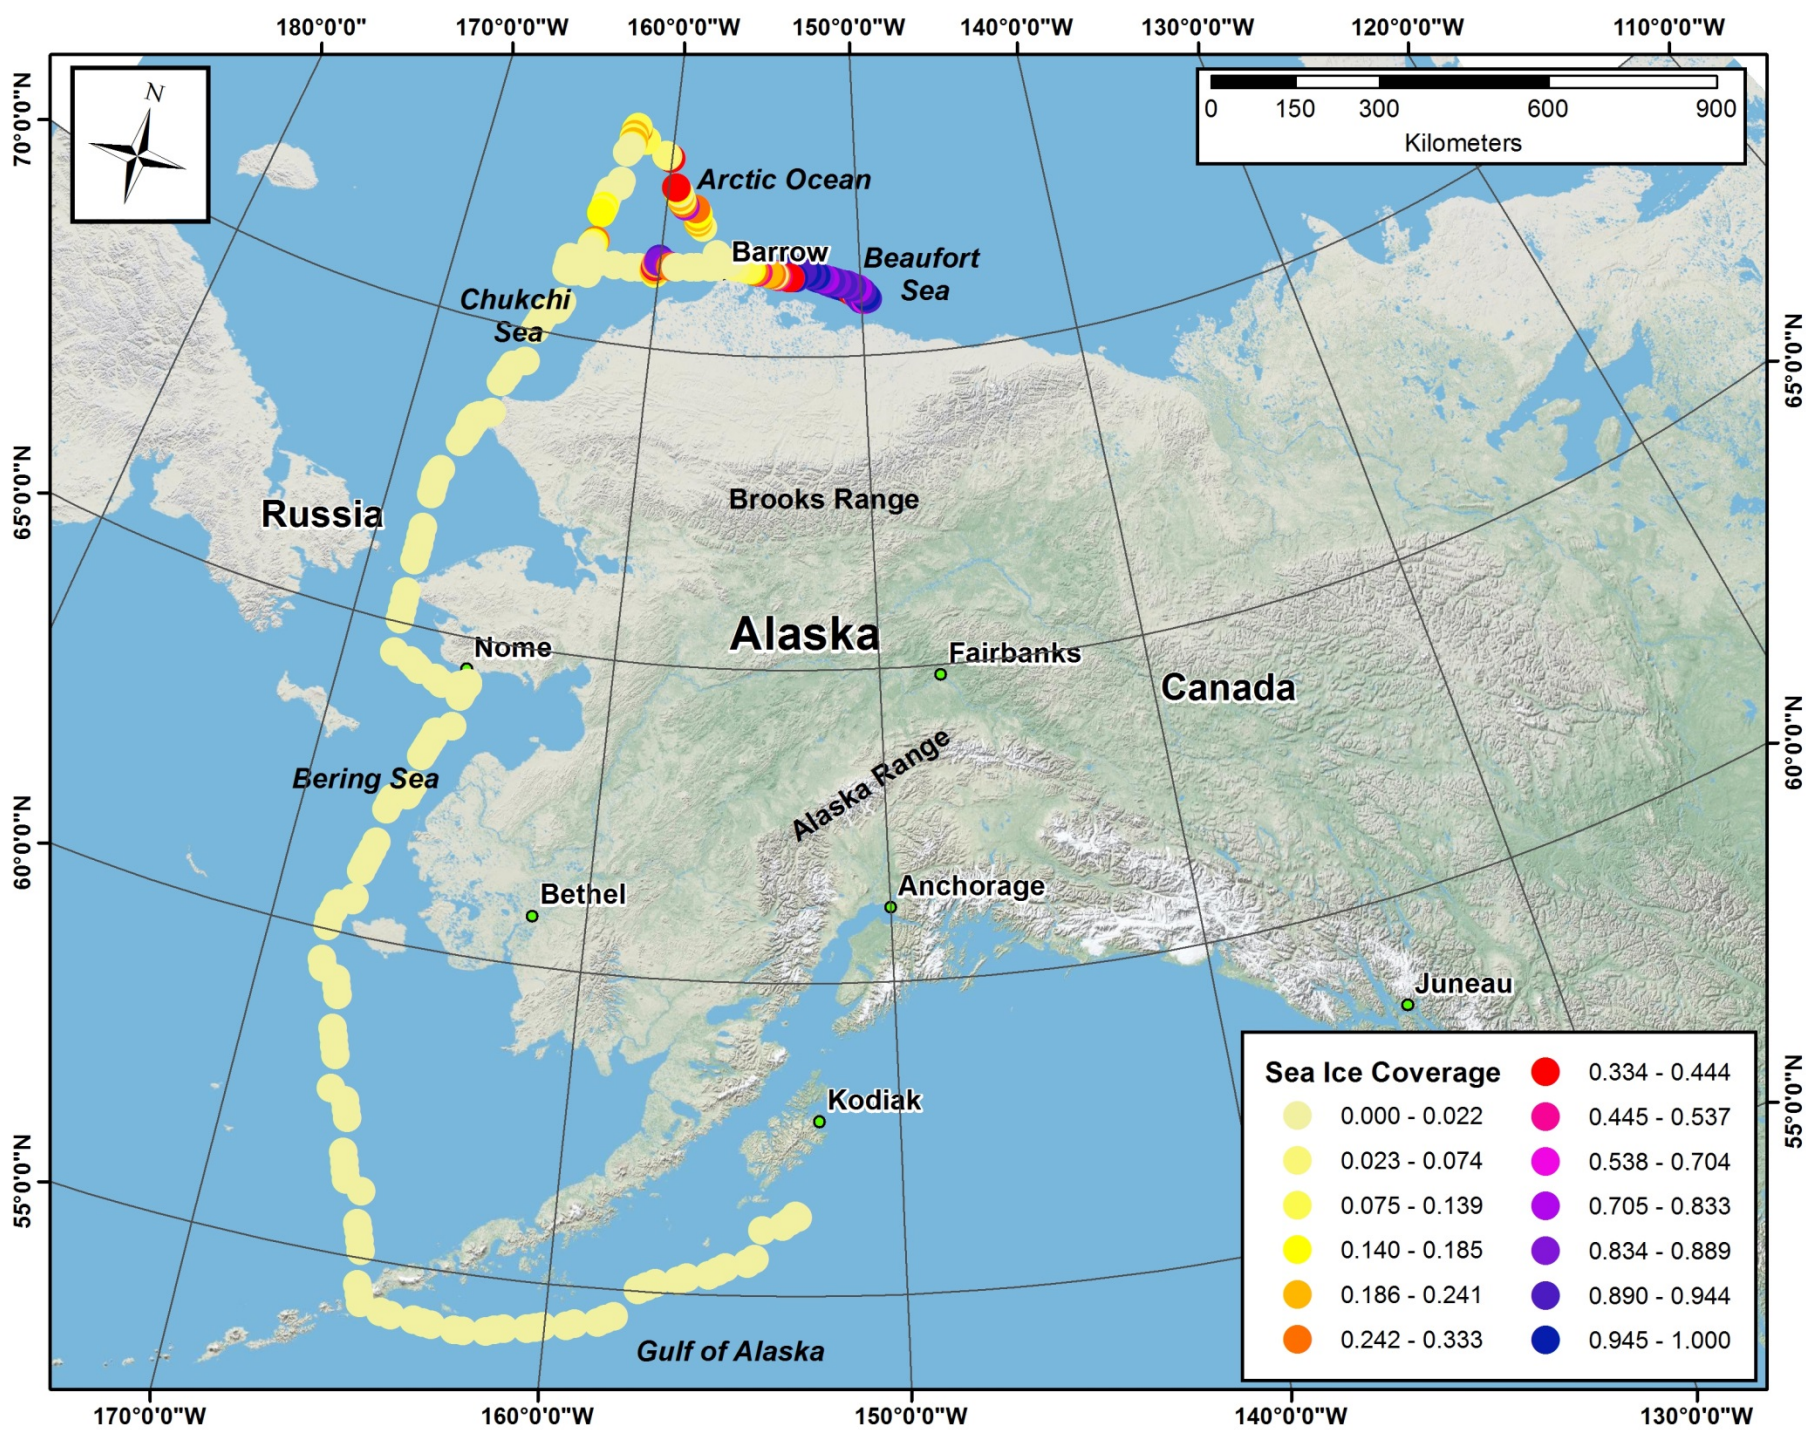 180°0'0"
170°0'0"W
160°0'0"W
150°0'0"W
140°0'0"W
130°0'0"W
120°0'0"W
110°0'0"W
N
0
150
300
600
900
Kilometers
70°0'0"N
65°0'0"N
60°0'0"N
55°0'0"N
Arctic Ocean
Barrow
Beaufort
Sea
Chukchi
Sea
Russia
Brooks Range
Alaska
Nome
Fairbanks
Canada
Bering Sea
Alaska Range
Bethel
Anchorage
Juneau
Kodiak
Gulf of Alaska
65°0'0"N
60°0'0"N
55°0'0"N
Sea Ice Coverage
0.000 - 0.022
0.023 - 0.074
0.075 - 0.139
0.140 - 0.185
0.186 - 0.241
0.242 - 0.333
0.334 - 0.444
0.445 - 0.537
0.538 - 0.704
0.705 - 0.833
0.834 - 0.889
0.890 - 0.944
0.945 - 1.000
170°0'0"W
160°0'0"W
150°0'0"W
140°0'0"W
130°0'0"W